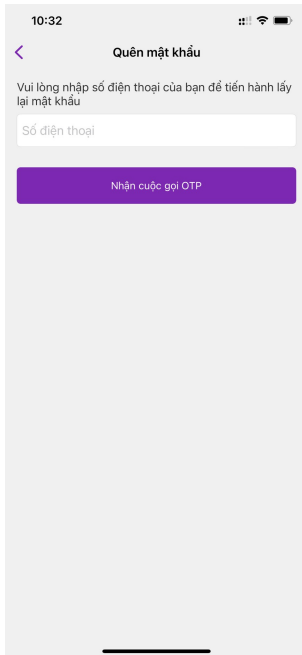 10:32
Quên mật khẩu
Vui lòng nhập số điện thoại của bạn để tiến hành lấy
lại mật khẩu
Số điện thoại
Nhận cuộc gọi OTP